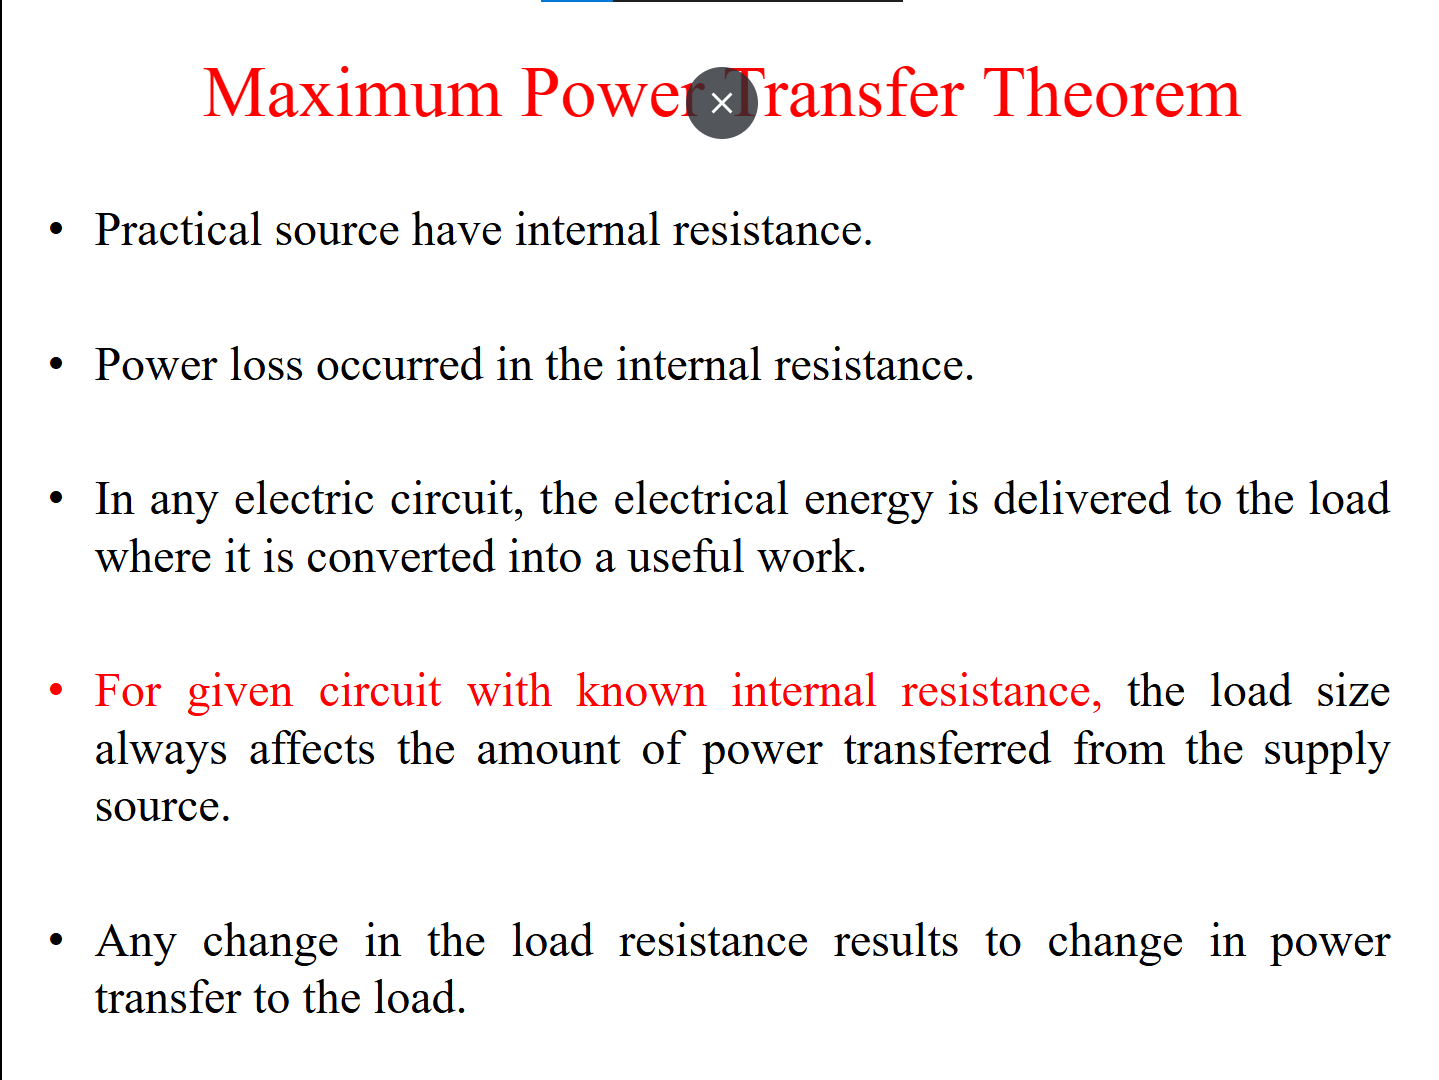 Maximum Power Transfer Theorem
• Practical source have internal resistance.
• Power loss occurred in the internal resistance.
• In any electric circuit, the electrical energy is delivered to the load
where it is converted into a useful work.
• For given circuit with known internal resistance, the load size
always affects the amount of power transferred from the supply
source.
• Any change in the load resistance results to change in power
transfer to the load.